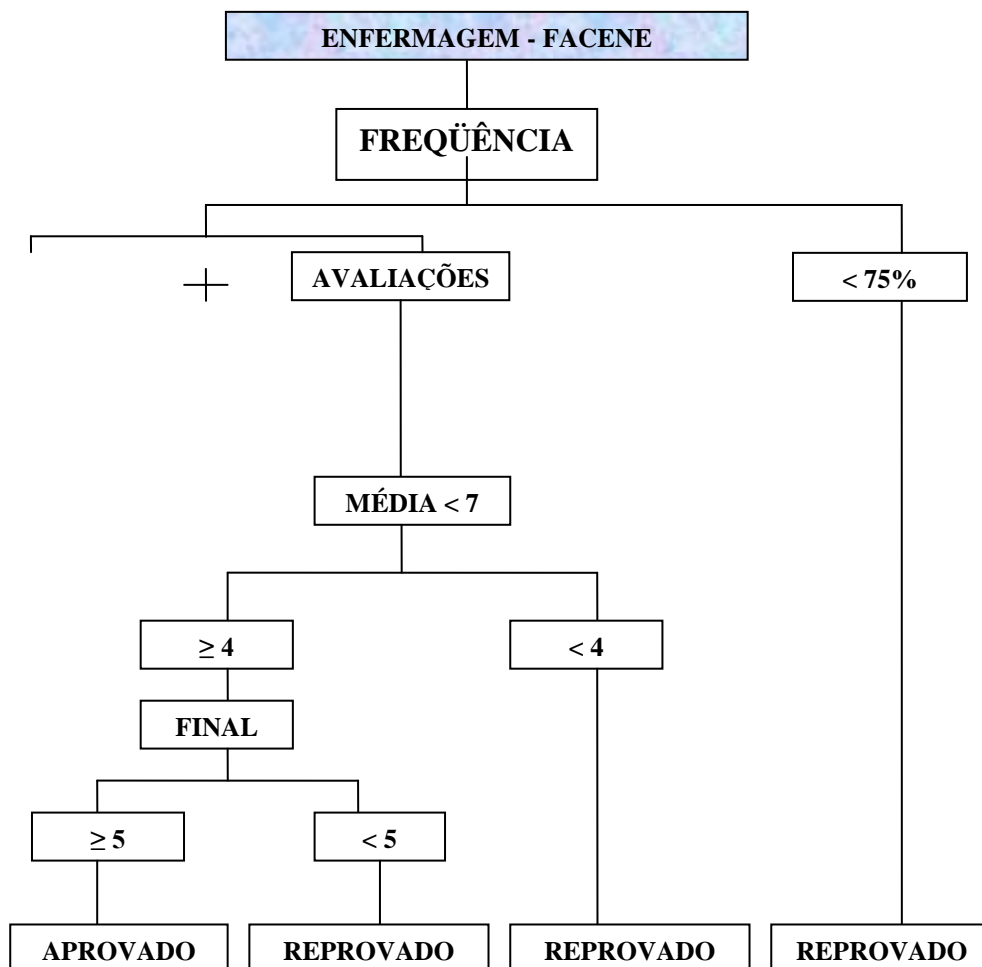 ENFERMAGEM - FACENE
FREQÜÊNCIA
+
AVALIAÇÕES
< 75%
MÉDIA < 7
≥ 4
< 4
FINAL
≥ 5
< 5
APROVADO
REPROVADO
REPROVADO
REPROVADO